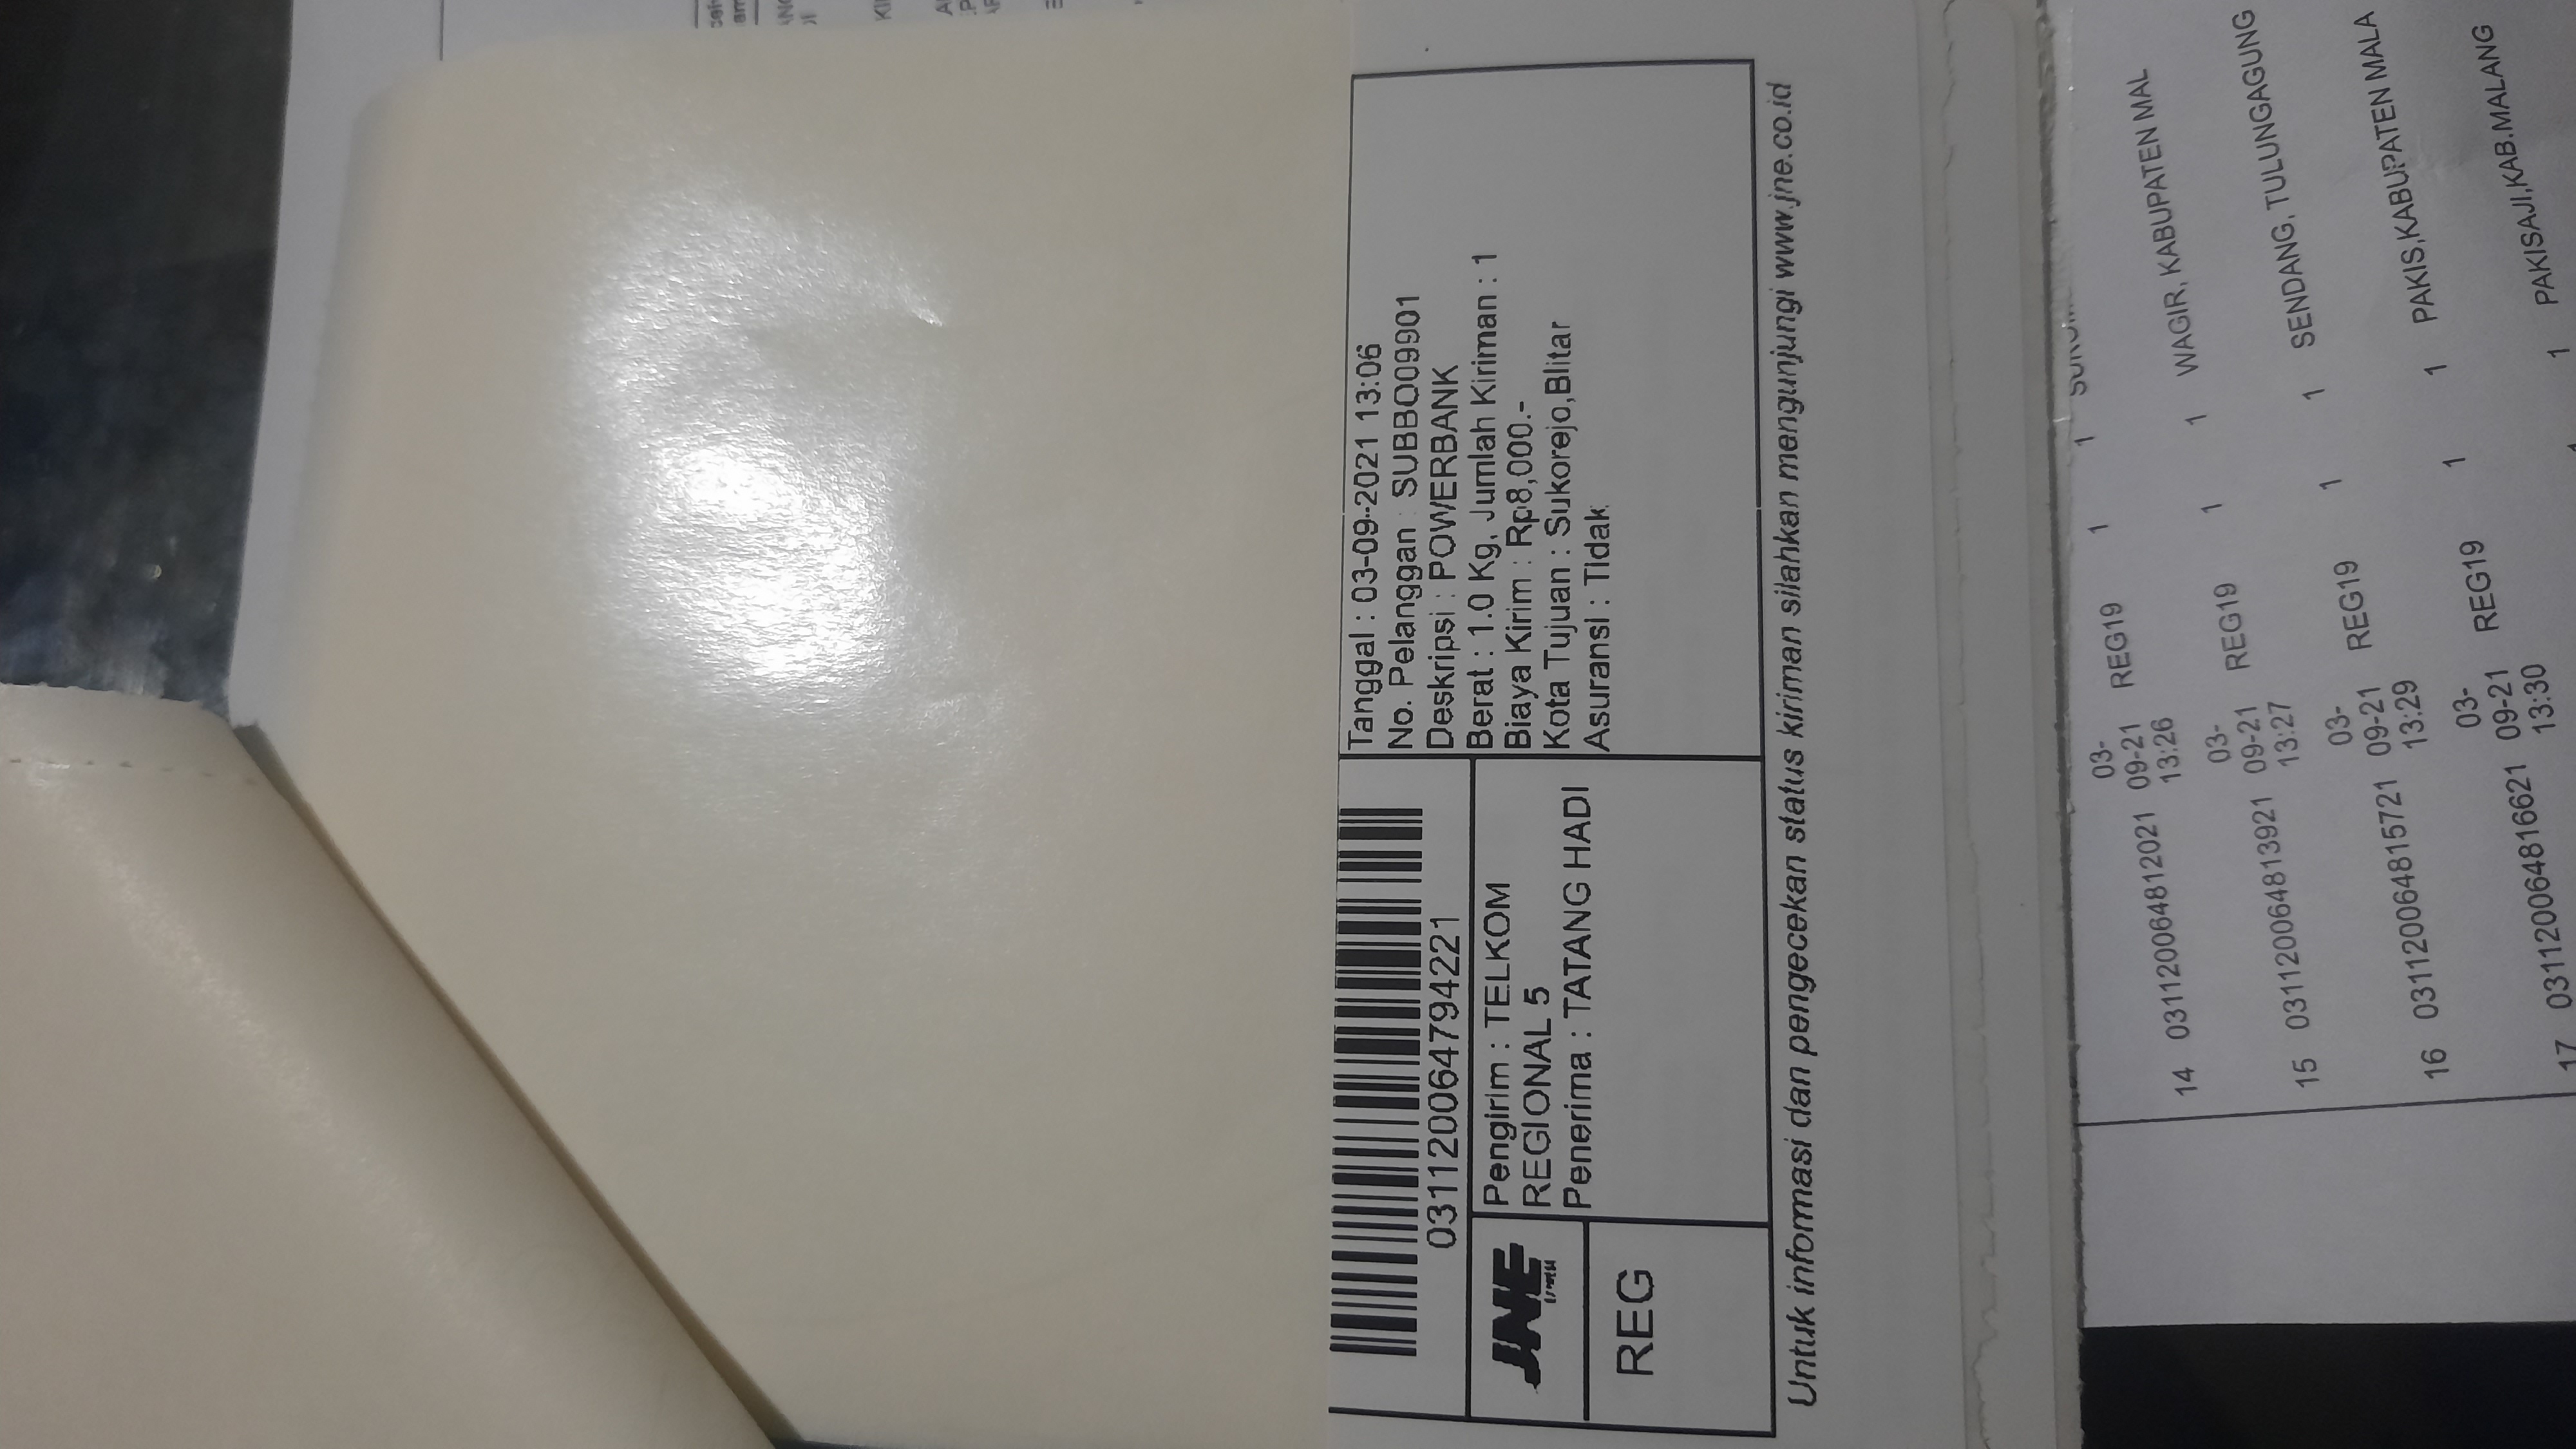 031120064794221
JNE
REG
Pengirim : TELKOM
REGIONAL 5
Penerima : TATANG HADI
Tanggal : 03-09-2021 13:06
No. Pelanggan : SUBBO09901
Deskripsi : POWERBANK
Berat : 1.0 Kg, Jumlah Kiriman : 1
Biaya Kirim : Rp8,000.-
Kota Tujuan : Sukorejo,Blitar
Asuransi : Tidak
Untuk informasi dan pengecekan status kiriman silahkan mengunjungi www.jne.co.id
03-
14 031120064812021 09-21 REG19 1 1
13:26
03-
15 031120064813921 09-21 REG19 1 1 WAGIR, KABUPATEN MAL
13:27
03-
16 031120064815721 09-21 REG19 1 1 SENDANG, TULUNGAGUNG
13:29
03-
17 031120064816621 09-21 REG19 1 1 PAKIS,KABUPATEN MALA
13:30
1 1 PAKISAJI,KAB.MALANG